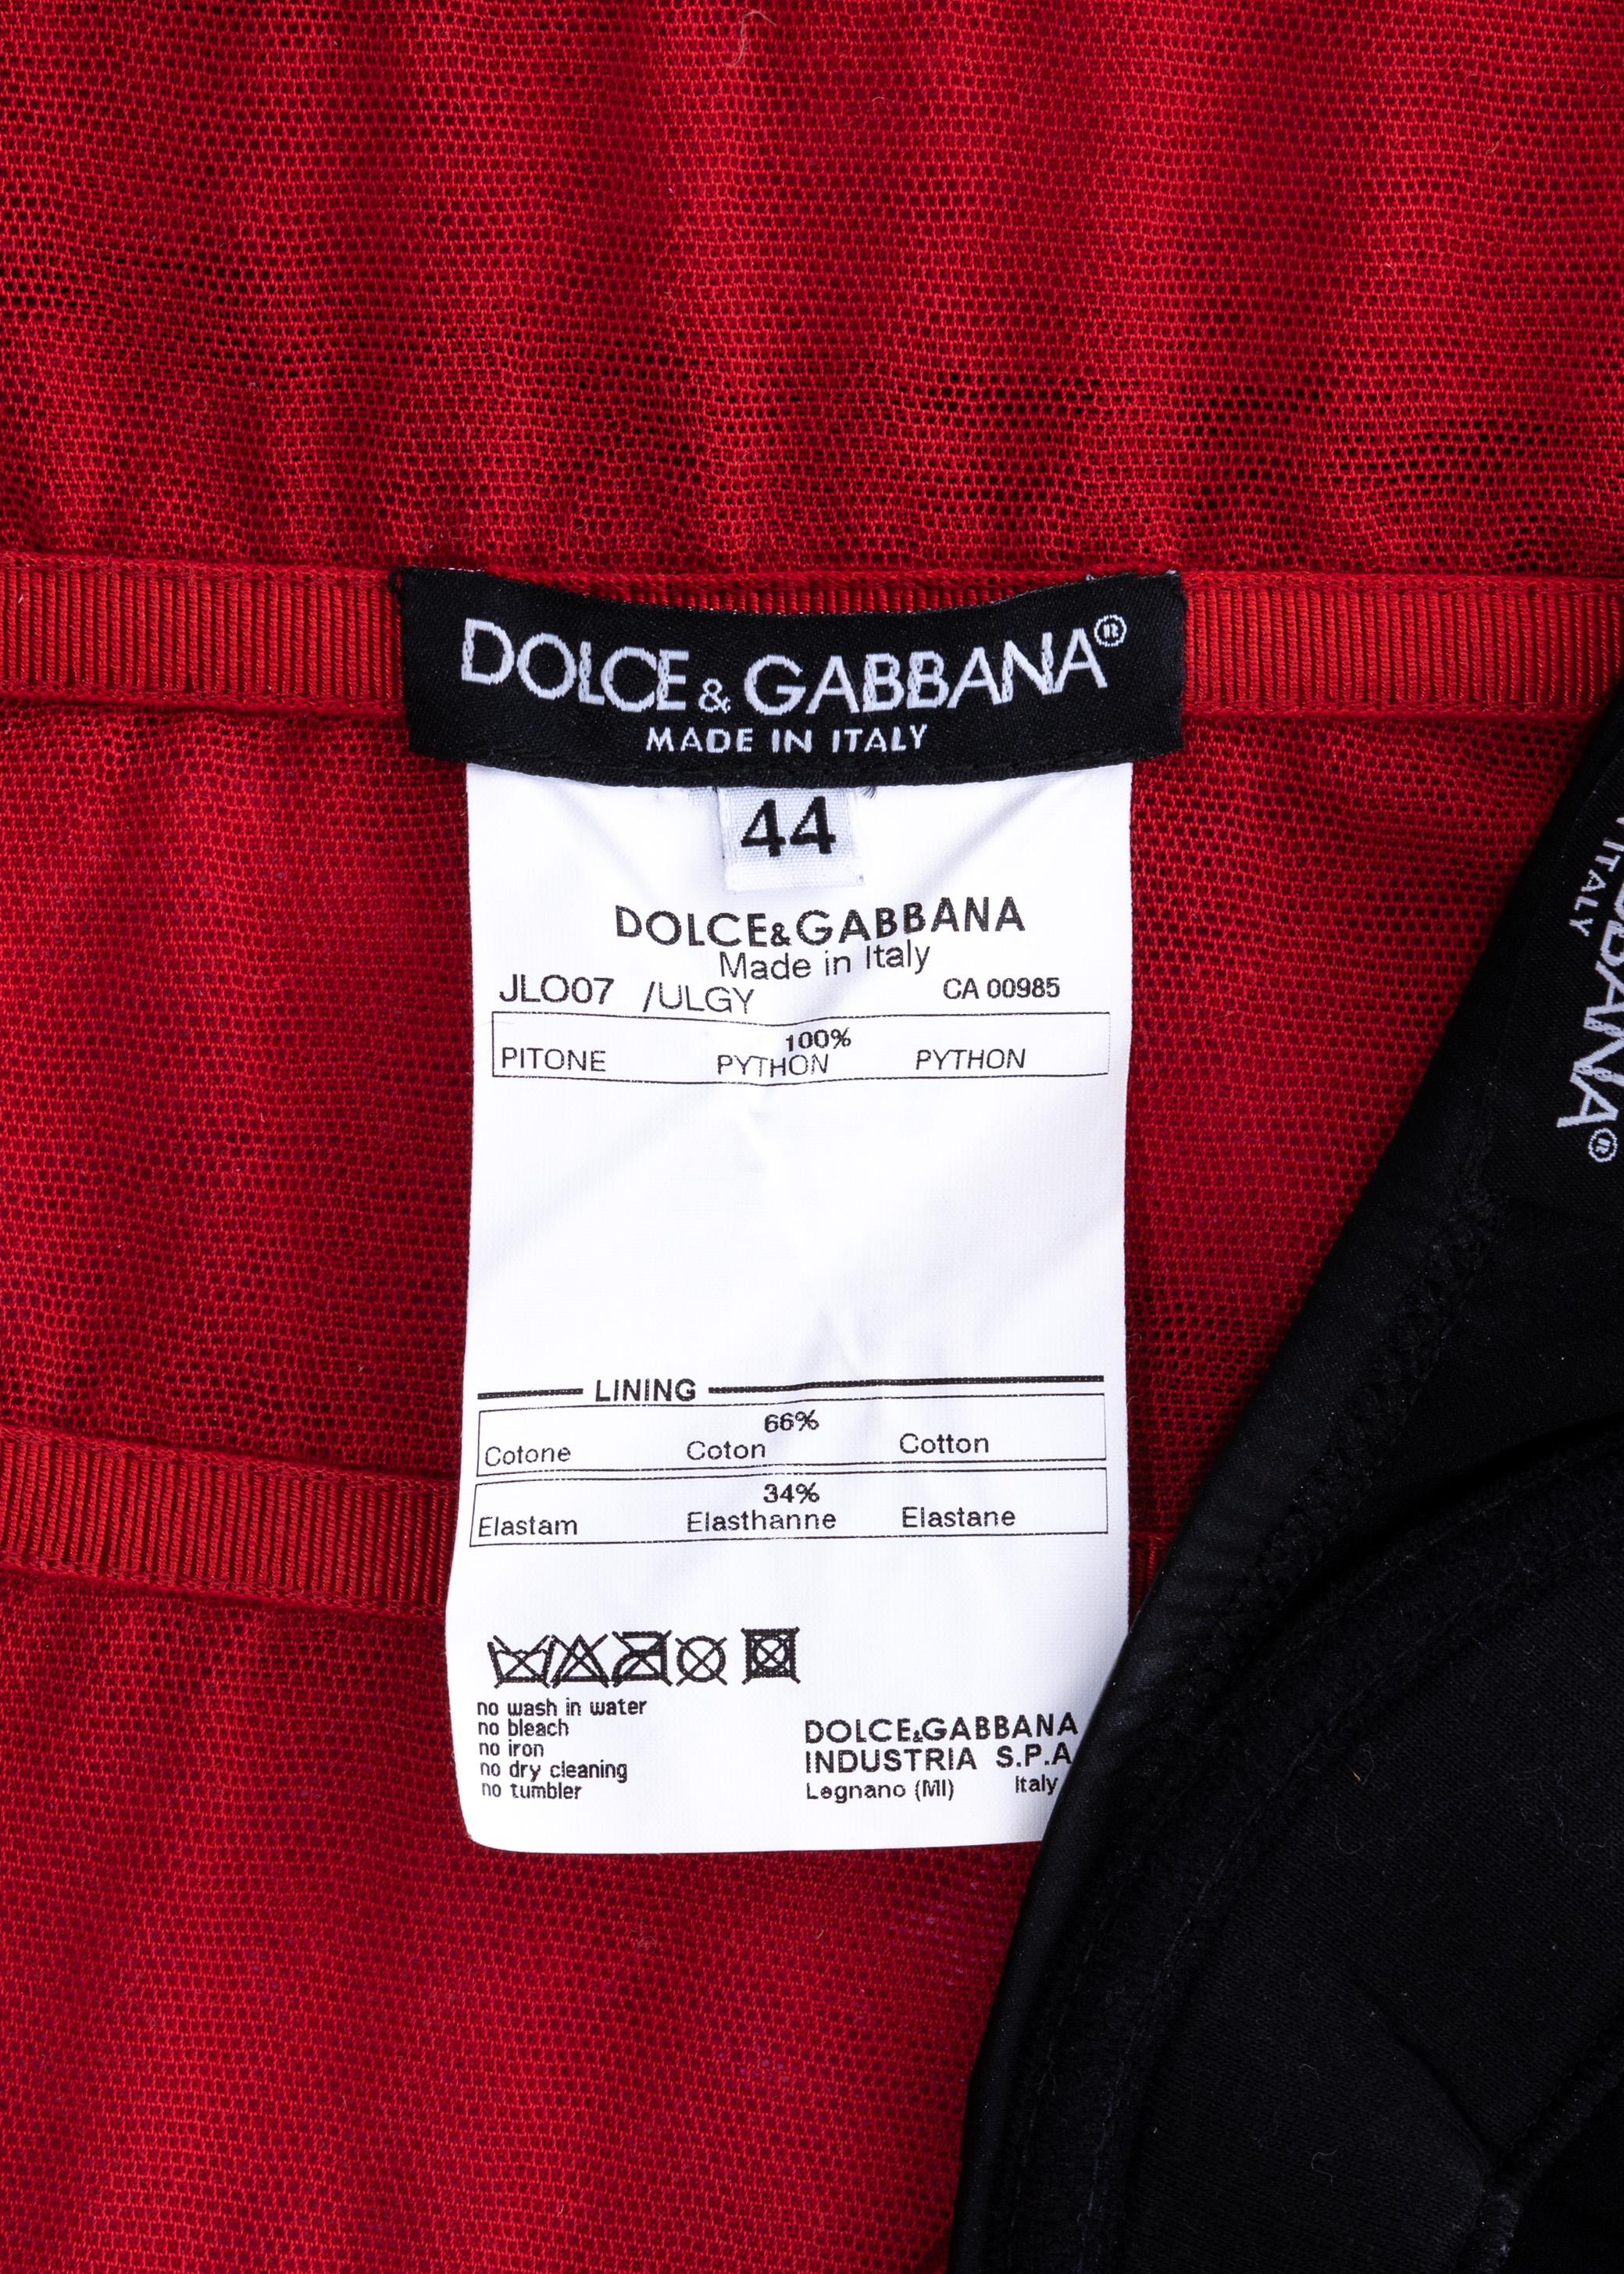 DOLCE & GABBANA®
MADE IN ITALY
44
DOLCE&GABBANA
Made in Italy
JLO07 /ULGY CA 00985
100%
PITONE PYTHON PYTHON
LINING
66%
Cotone Coton Cotton
34%
Elastam Elasthanne Elastane
no wash in water
no bleach
no iron
no dry cleaning
no tumbler
DOLCE&GABBANA
INDUSTRIA S.P.A
Legnano (MI) Italy
ITALY
BBANA®